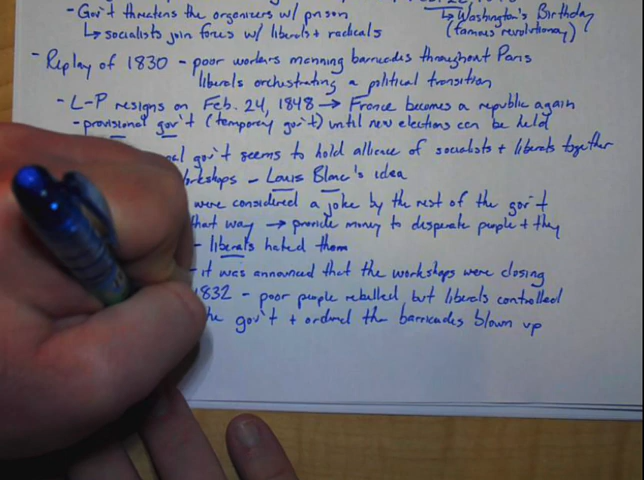 - Gov't threatens the organizers w/ prison
↳ Washington's Birthday
↳ socialists join forces w/ liberals + radicals
(famous revolutionary)
- Replay of 1830 - poor workers manning barricades throughout Paris
liberals orchestrating a political transition
- L-P resigns on Feb. 24, 1848 → France becomes a republic again
- provisional gov't (temporary gov't) until new elections can be held
gov't seems to hold alliance of socialists + liberals together
- Louis Blanc's idea
were considered a joke by the rest of the gov't
that way → provide money to desperate people + they
- liberals hated them
- it was announced that the workshops were closing
1832 - poor people rebelled, but liberals controlled
the gov't + ordered the barricades blown up